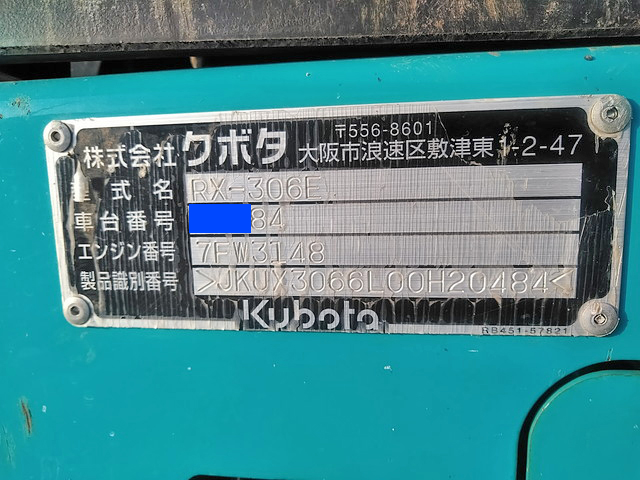 〒556-8601
株式会社クボタ 大阪市浪速区敷津東1-2-47
型式名 RX-306E
車台番号 84
エンジン番号 7FW3148
製品識別番号 >JKUX3066L00H20484<
Kubota
RB451-57821